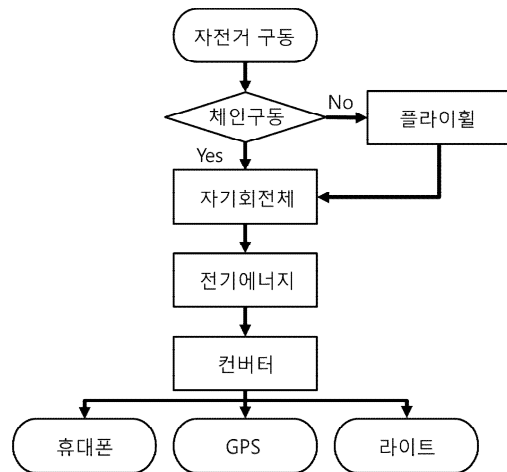 자전거 구동
체인구동
No
플라이휠
Yes
자기회전체
전기에너지
컨버터
휴대폰
GPS
라이트